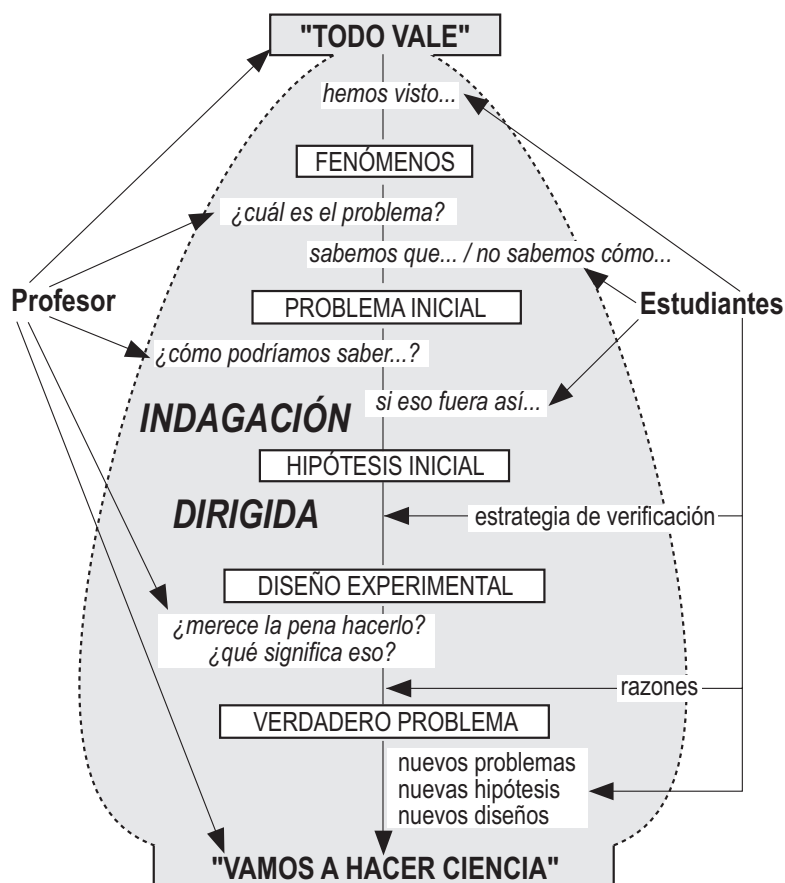 "TODO VALE"
hemos visto...
FENÓMENOS
¿cuál es el problema?
sabemos que... / no sabemos cómo...
Profesor
PROBLEMA INICIAL
Estudiantes
¿cómo podríamos saber...?
si eso fuera así...
INDAGACIÓN
HIPÓTESIS INICIAL
DIRIGIDA
estrategia de verificación
DISEÑO EXPERIMENTAL
¿merece la pena hacerlo?
¿qué significa eso?
razones
VERDADERO PROBLEMA
nuevos problemas
nuevas hipótesis
nuevos diseños
"VAMOS A HACER CIENCIA"